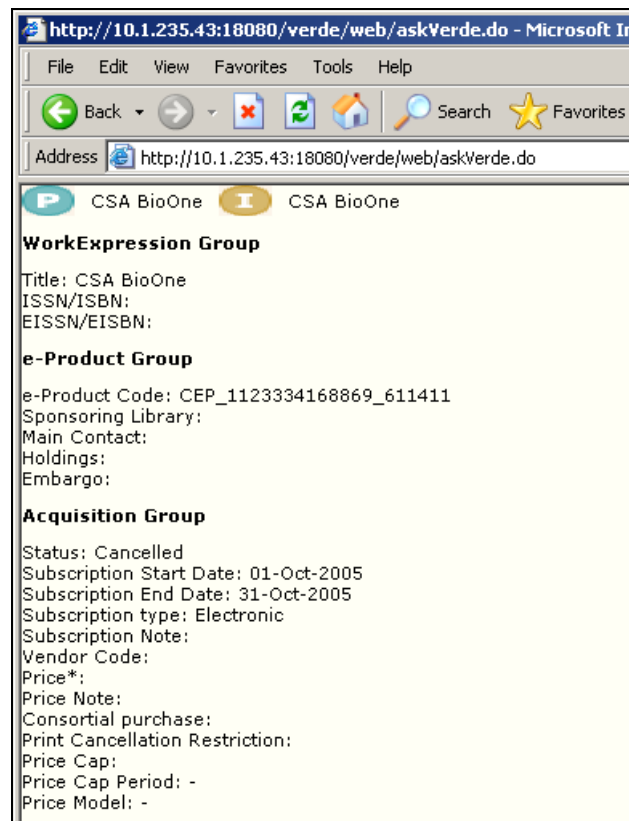 http://10.1.235.43:18080/verde/web/askVerde.do - Microsoft In
File Edit View Favorites Tools Help
Back Search Favorites
Address http://10.1.235.43:18080/verde/web/askVerde.do
P CSA BioOne I CSA BioOne
WorkExpression Group
Title: CSA BioOne
ISSN/ISBN:
EISSN/EISBN:
e-Product Group
e-Product Code: CEP_1123334168869_611411
Sponsoring Library:
Main Contact:
Holdings:
Embargo:
Acquisition Group
Status: Cancelled
Subscription Start Date: 01-Oct-2005
Subscription End Date: 31-Oct-2005
Subscription type: Electronic
Subscription Note:
Vendor Code:
Price*:
Price Note:
Consortial purchase:
Print Cancellation Restriction:
Price Cap:
Price Cap Period: -
Price Model: -